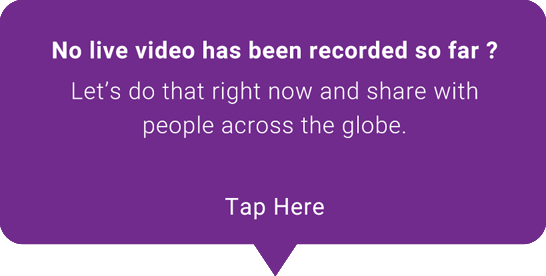 No live video has been recorded so far ?
Let’s do that right now and share with
people across the globe.
Tap Here